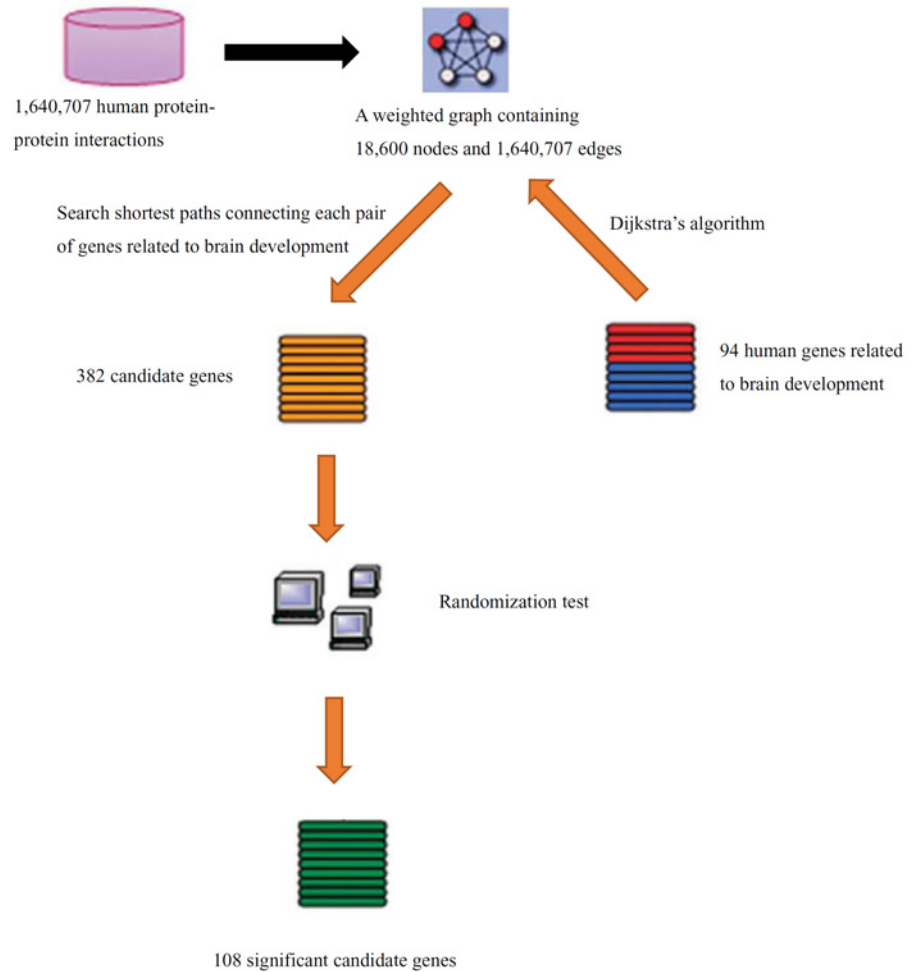 1,640,707 human protein-
protein interactions
A weighted graph containing
18,600 nodes and 1,640,707 edges
Search shortest paths connecting each pair
of genes related to brain development
Dijkstra’s algorithm
382 candidate genes
94 human genes related
to brain development
Randomization test
108 significant candidate genes